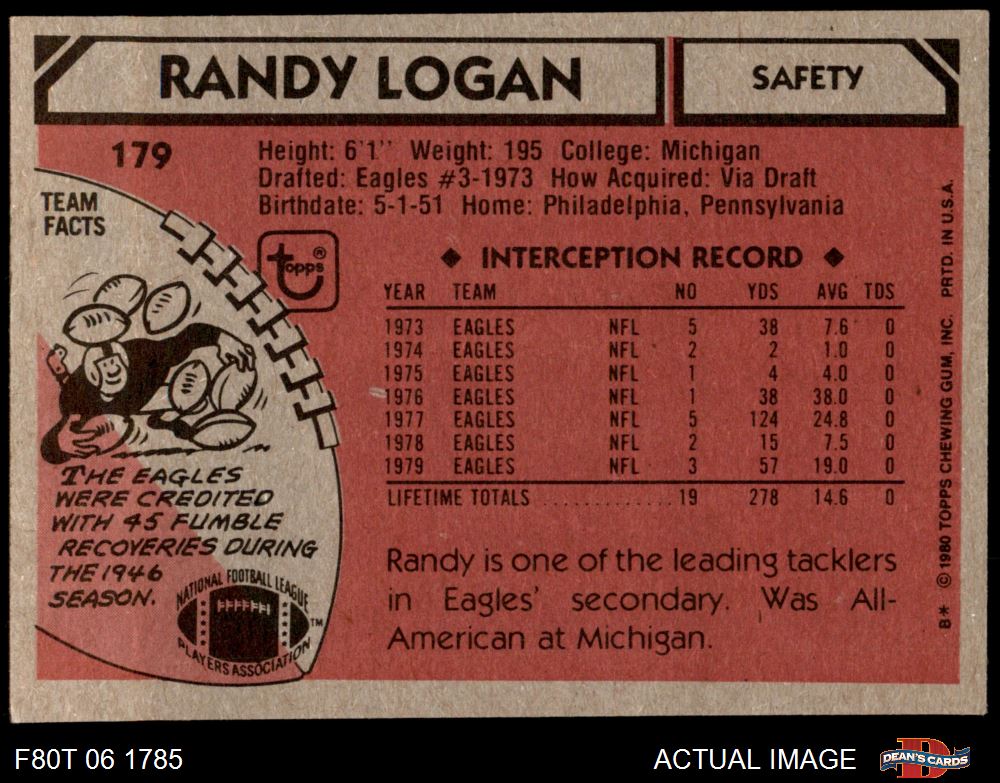 RANDY LOGAN
SAFETY
179
Height: 6'1" Weight: 195 College: Michigan
Drafted: Eagles #3-1973 How Acquired: Via Draft
Birthdate: 5-1-51 Home: Philadelphia, Pennsylvania
TEAM
FACTS
topps®
◆ INTERCEPTION RECORD ◆
YEAR TEAM NO YDS AVG TDS
1973 EAGLES NFL 5 38 7.6 0
1974 EAGLES NFL 2 2 1.0 0
1975 EAGLES NFL 1 4 4.0 0
1976 EAGLES NFL 1 38 38.0 0
1977 EAGLES NFL 5 124 24.8 0
1978 EAGLES NFL 2 15 7.5 0
1979 EAGLES NFL 3 57 19.0 0
LIFETIME TOTALS ............ 19 278 14.6 0
THE EAGLES
WERE CREDITED
WITH 45 FUMBLE
RECOVERIES DURING
THE 1946
SEASON.
NATIONAL FOOTBALL LEAGUE
PLAYERS ASSOCIATION
™
Randy is one of the leading tacklers
in Eagles' secondary. Was All-
American at Michigan.
B* © 1980 TOPPS CHEWING GUM, INC. PRTD. IN U.S.A.
F80T 06 1785
ACTUAL IMAGE
D
DEAN'S CARDS